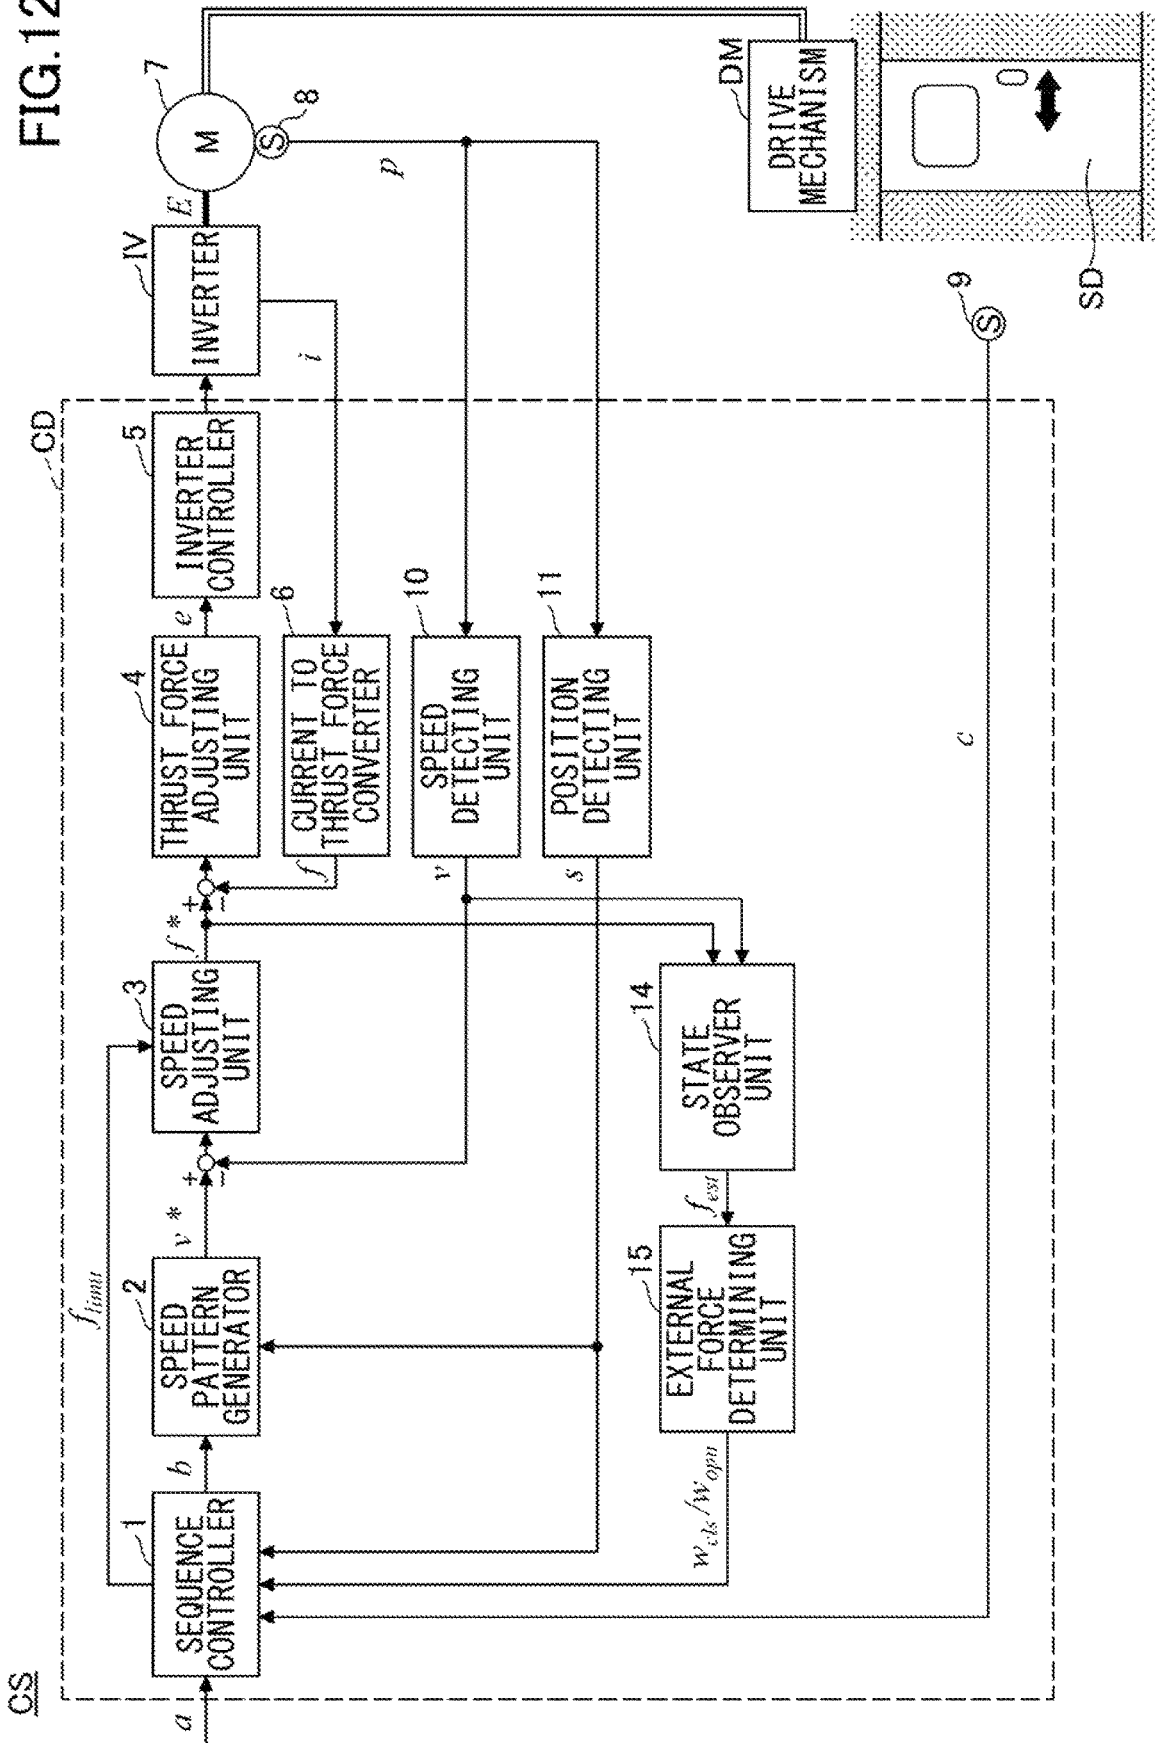 FIG.12
CS
CD
a
SEQUENCE
CONTROLLER
1
b
SPEED
PATTERN
GENERATOR
2
v*
+
−
f_limit
SPEED
ADJUSTING
UNIT
3
f*
+
−
THRUST FORCE
ADJUSTING
UNIT
4
e
INVERTER
CONTROLLER
5
INVERTER
IV
E
M
7
S
8
CURRENT TO
THRUST FORCE
CONVERTER
6
f
i
SPEED
DETECTING
UNIT
10
v
p
POSITION
DETECTING
UNIT
11
s
STATE
OBSERVER
UNIT
14
f_est
EXTERNAL
FORCE
DETERMINING
UNIT
15
w_cls/w_opn
c
S
9
DRIVE
MECHANISM
DM
SD